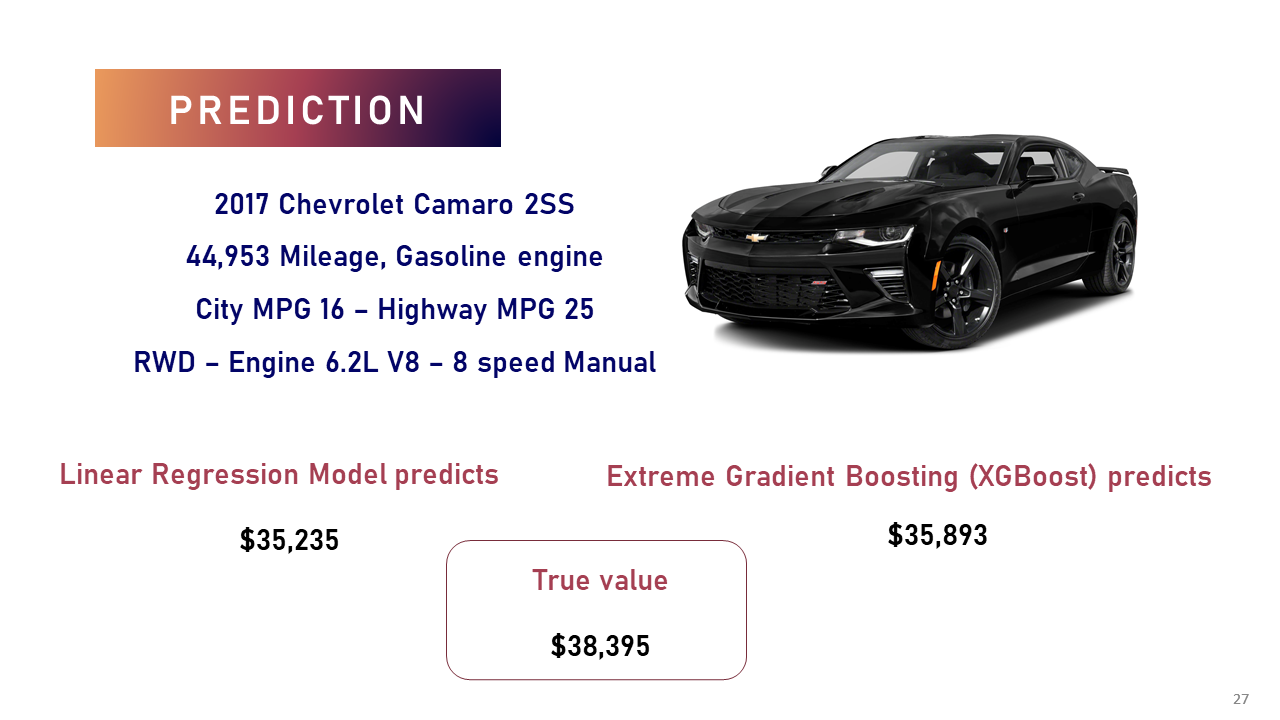 PREDICTION
2017 Chevrolet Camaro 2SS
44,953 Mileage, Gasoline engine
City MPG 16 – Highway MPG 25
RWD – Engine 6.2L V8 – 8 speed Manual
Linear Regression Model predicts
$35,235
Extreme Gradient Boosting (XGBoost) predicts
$35,893
True value
$38,395
27